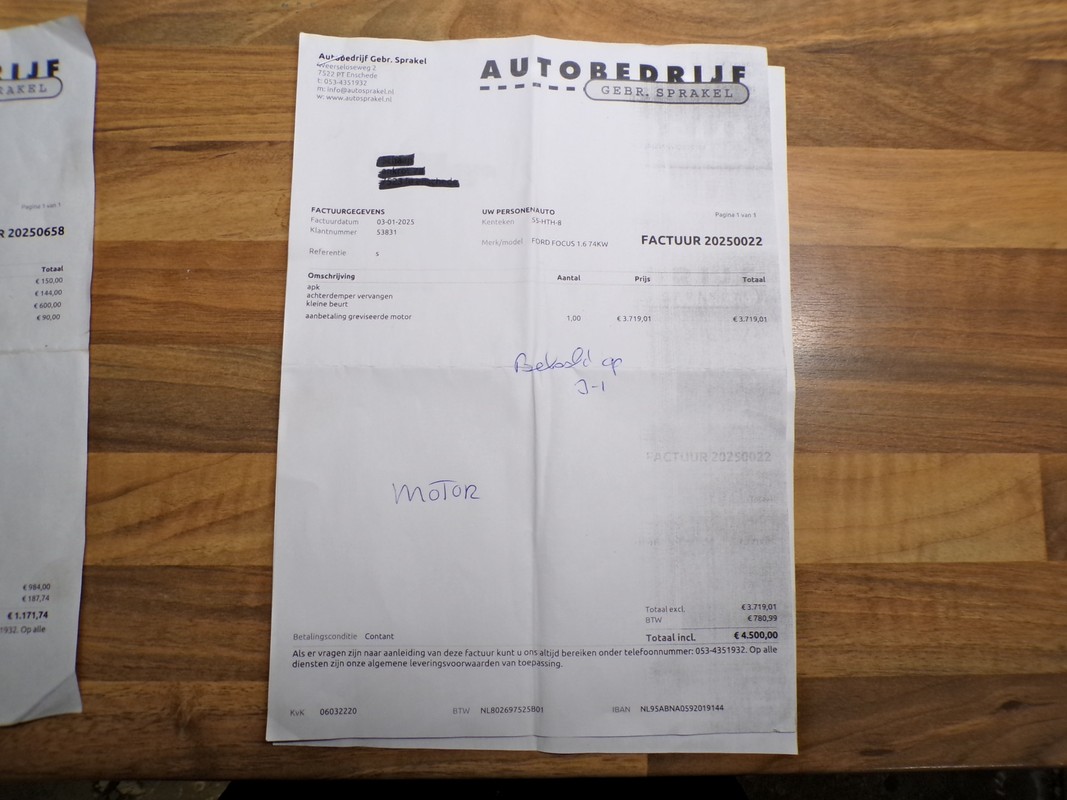 RIJF
RAKEL
Pagina 1 van 1
R 20250658
Totaal
€ 150,00
€ 144,00
€ 600,00
€ 90,00
€ 984,00
€ 187,74
€ 1.171,74
1932. Op alle
Autobedrijf Gebr. Sprakel
Weerseloseweg 2
7522 PT Enschede
t: 053-4351932
m: info@autosprakel.nl
w: www.autosprakel.nl
AUTOBEDRIJF
GEBR. SPRAKEL
FACTUURGEGEVENS
Factuurdatum 03-01-2025
Klantnummer 53831
Referentie s
UW PERSONENAUTO
Kenteken 55-HTH-8
Merk/model FORD FOCUS 1.6 74KW
Pagina 1 van 1
FACTUUR 20250022
Omschrijving Aantal Prijs Totaal
apk
achterdemper vervangen
kleine beurt
aanbetaling greviseerde motor 1,00 € 3.719,01 € 3.719,01
Betaald op
3-1
FACTUUR 20250022
MOTOR
Totaal excl. € 3.719,01
BTW € 780,99
Totaal incl. € 4.500,00
Betalingsconditie Contant
Als er vragen zijn naar aanleiding van deze factuur kunt u ons altijd bereiken onder telefoonnummer: 053-4351932. Op alle
diensten zijn onze algemene leveringsvoorwaarden van toepassing.
KvK 06032220 BTW NL802697525B01 IBAN NL95ABNA0592019144